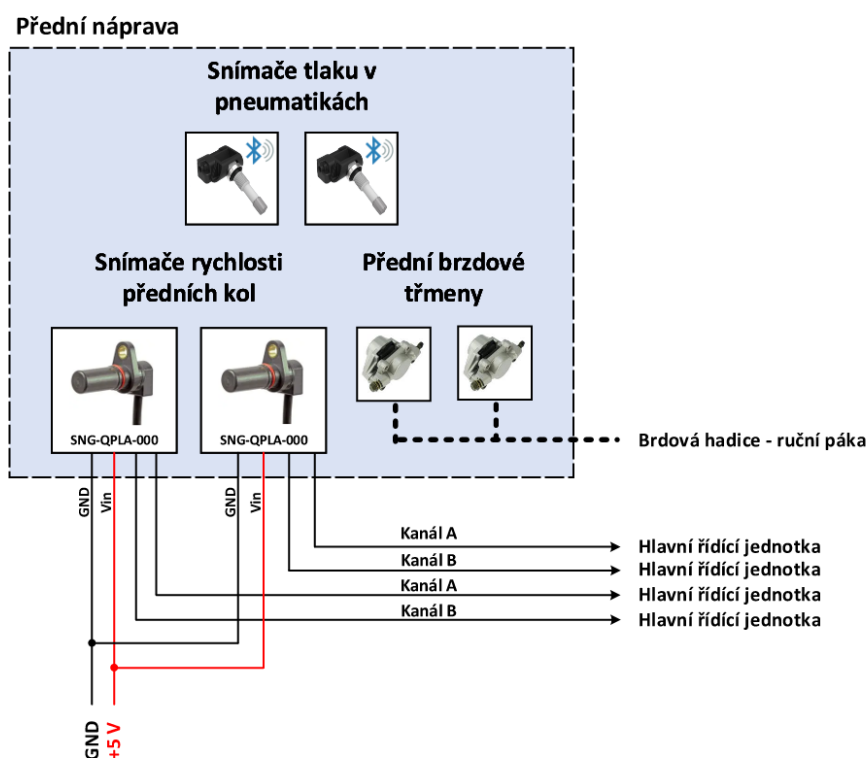 Přední náprava
Snímače tlaku v
pneumatikách
Snímače rychlosti
předních kol
Přední brzdové
třmeny
SNG-QPLA-000
SNG-QPLA-000
Brdová hadice - ruční páka
GND
Vin
GND
Vin
Kanál A
Hlavní řídící jednotka
Kanál B
Hlavní řídící jednotka
Kanál A
Hlavní řídící jednotka
Kanál B
Hlavní řídící jednotka
GND
+5 V